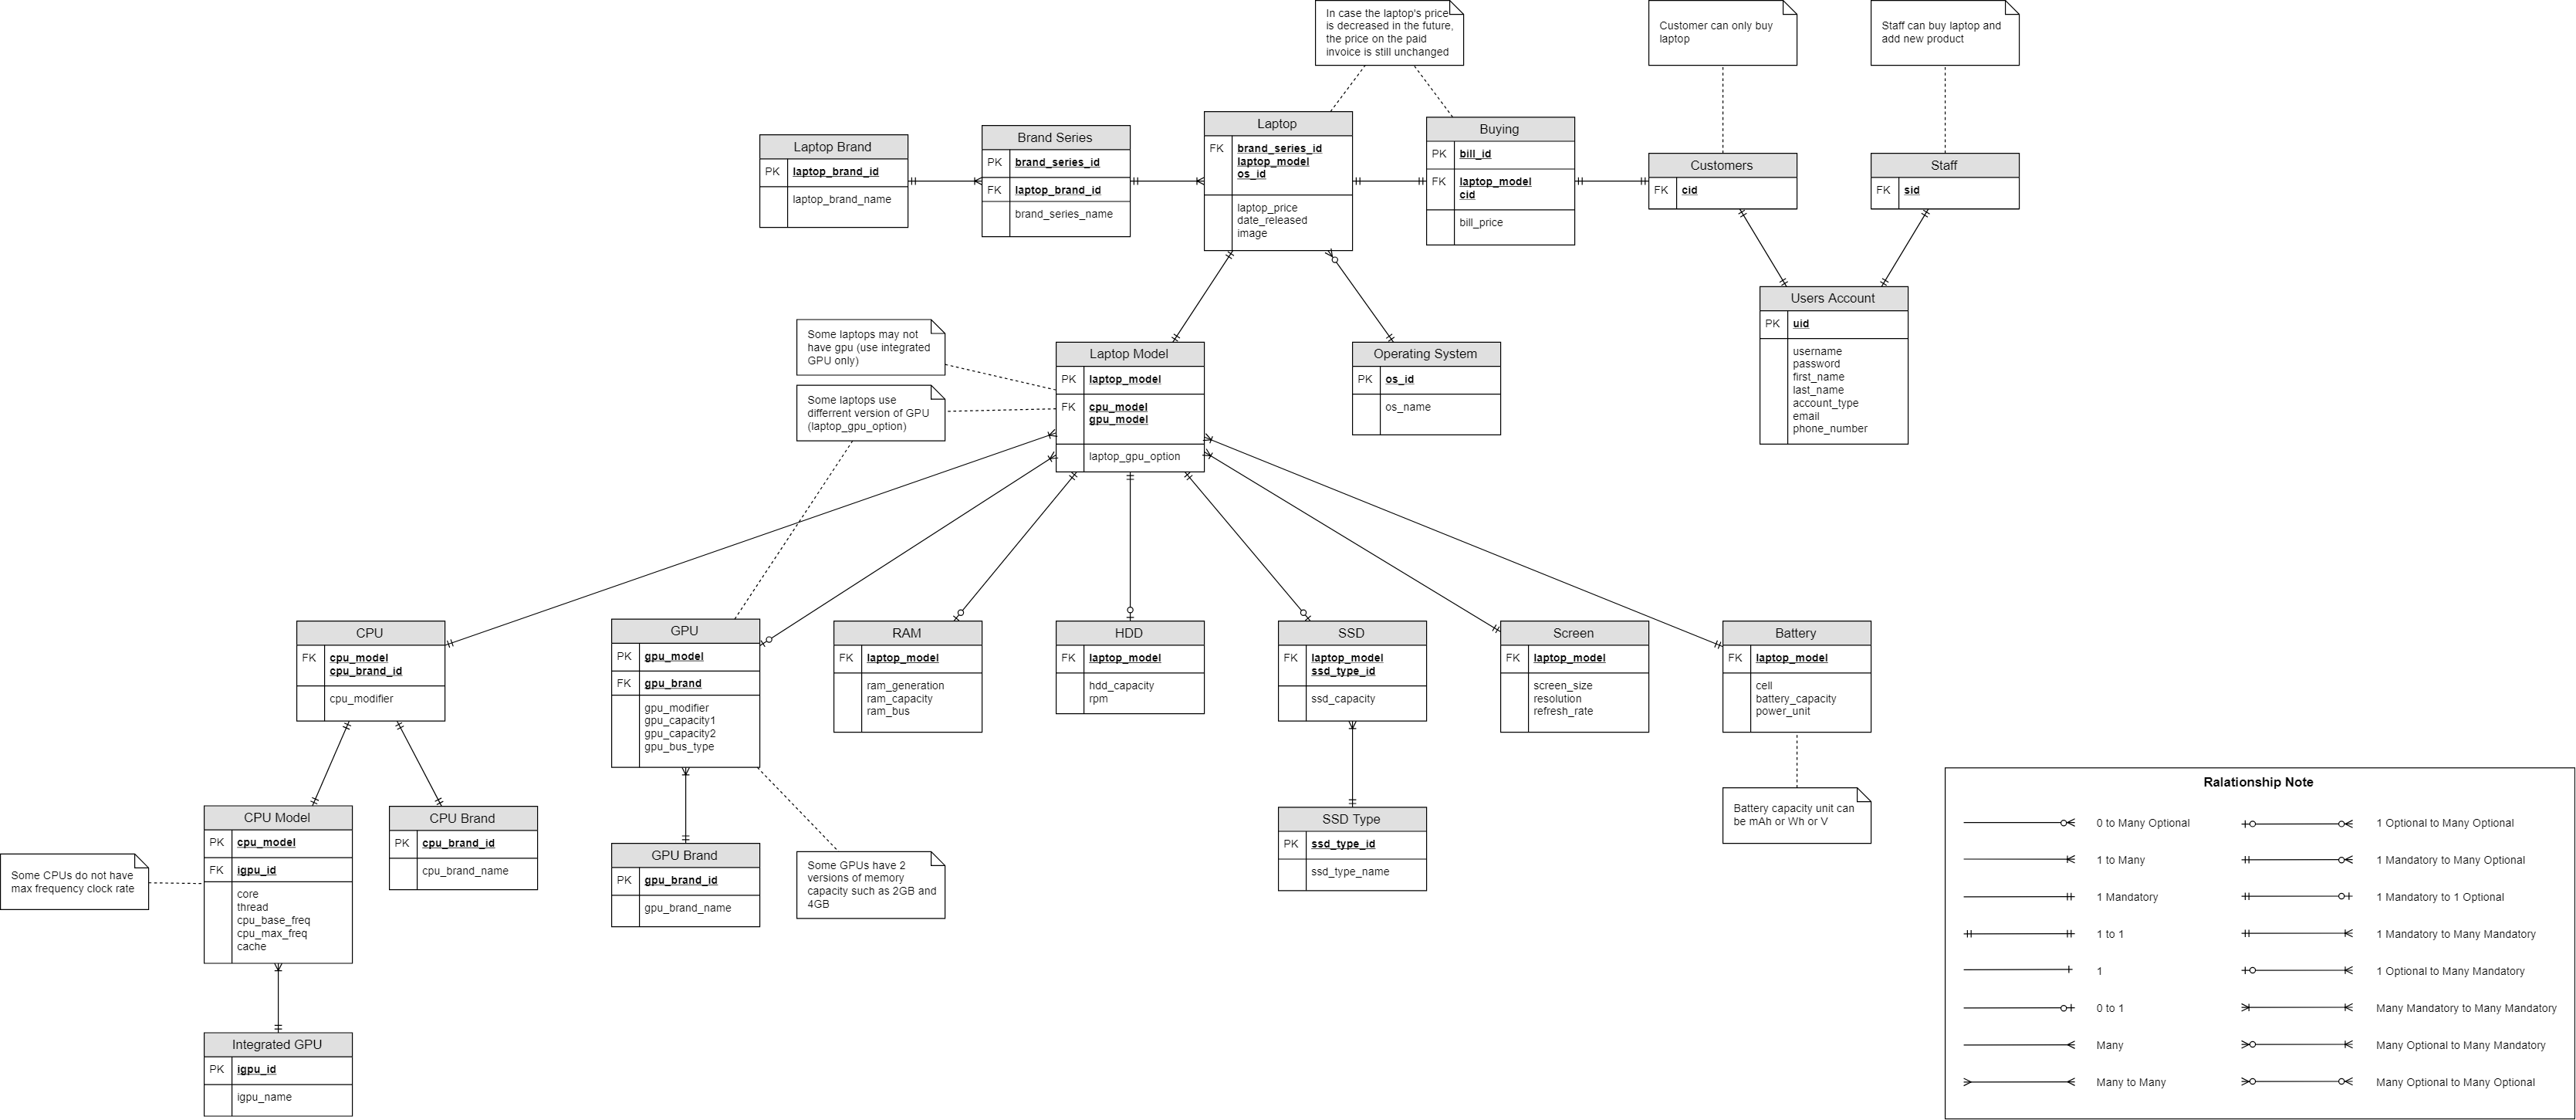 In case the laptop's price
is decreased in the future,
the price on the paid
invoice is still unchanged
Customer can only buy
laptop
Staff can buy laptop and
add new product
Laptop Brand
PK laptop_brand_id
laptop_brand_name
Brand Series
PK brand_series_id
FK laptop_brand_id
brand_series_name
Laptop
FK brand_series_id
laptop_model
os_id
laptop_price
date_released
image
Buying
PK bill_id
FK laptop_model
cid
bill_price
Customers
FK cid
Staff
FK sid
Users Account
PK uid
username
password
first_name
last_name
account_type
email
phone_number
Some laptops may not
have gpu (use integrated
GPU only)
Some laptops use
differrent version of GPU
(laptop_gpu_option)
Laptop Model
PK laptop_model
FK cpu_model
gpu_model
laptop_gpu_option
Operating System
PK os_id
os_name
CPU
FK cpu_model
cpu_brand_id
cpu_modifier
GPU
PK gpu_model
FK gpu_brand
gpu_modifier
gpu_capacity1
gpu_capacity2
gpu_bus_type
RAM
FK laptop_model
ram_generation
ram_capacity
ram_bus
HDD
FK laptop_model
hdd_capacity
rpm
SSD
FK laptop_model
ssd_type_id
ssd_capacity
Screen
FK laptop_model
screen_size
resolution
refresh_rate
Battery
FK laptop_model
cell
battery_capacity
power_unit
Some CPUs do not have
max frequency clock rate
CPU Model
PK cpu_model
FK igpu_id
core
thread
cpu_base_freq
cpu_max_freq
cache
CPU Brand
PK cpu_brand_id
cpu_brand_name
GPU Brand
PK gpu_brand_id
gpu_brand_name
Some GPUs have 2
versions of memory
capacity such as 2GB and
4GB
SSD Type
PK ssd_type_id
ssd_type_name
Battery capacity unit can
be mAh or Wh or V
Integrated GPU
PK igpu_id
igpu_name
Ralationship Note
0 to Many Optional
1 Optional to Many Optional
1 to Many
1 Mandatory to Many Optional
1 Mandatory
1 Mandatory to 1 Optional
1 to 1
1 Mandatory to Many Mandatory
1
1 Optional to Many Mandatory
0 to 1
Many Mandatory to Many Mandatory
Many
Many Optional to Many Mandatory
Many to Many
Many Optional to Many Optional